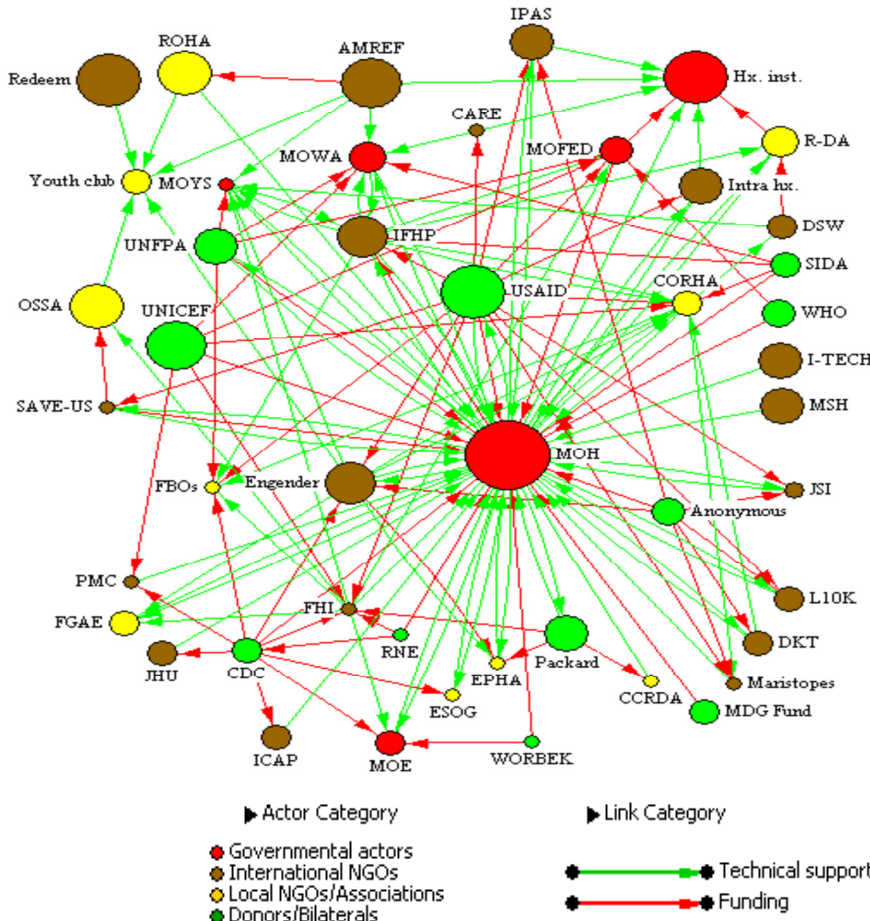 IPAS
ROHA
AMREF
Redeem
Hx. inst.
CARE
MOWA
MOFED
R-DA
Youth club
MOYS
Intra hx.
UNFPA
IFHP
DSW
USAID
CORHA
SIDA
OSSA
UNICEF
WHO
I-TECH
SAVE-US
MSH
MOH
FBOs
Engender
JSI
Anonymous
PMC
FHI
L10K
FGAE
RNE
Packard
DKT
JHU
CDC
EPHA
CCRDA
Maristopes
ESOG
MDG Fund
ICAP
MOE
WORBEK
Actor Category
Link Category
Governmental actors
International NGOs
Technical support
Local NGOs/Associations
Funding
Donors/Bilaterals